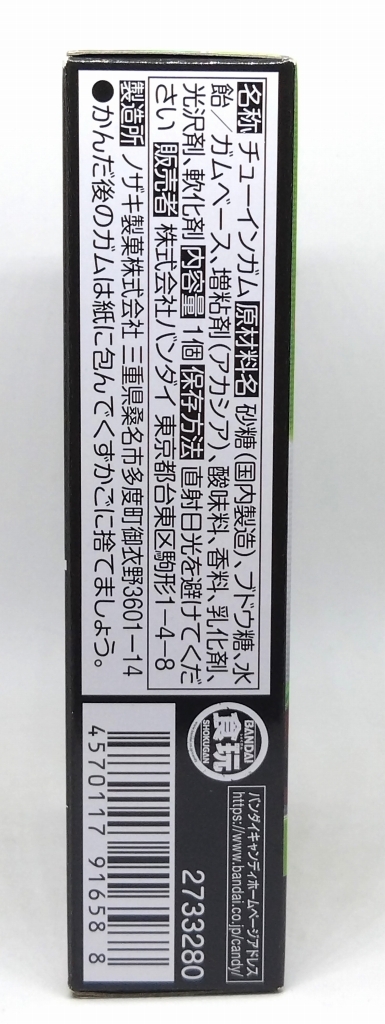 名称 チューインガム 原材料名 砂糖(国内製造)、ブドウ糖、水
飴/ガムベース、増粘剤(アカシア)、酸味料、香料、乳化剤、
光沢剤、軟化剤 内容量 1個 保存方法 直射日光を避けてくだ
さい 販売者 株式会社バンダイ 東京都台東区駒形1-4-8
製造所 ノザキ製菓株式会社 三重県桑名市多度町御衣野3601-14
●かんだ後のガムは紙に包んでくずかごに捨てましょう。
BANDAI
食玩
SHOKUGAN
バンダイキャンディホームページアドレス
https://www.bandai.co.jp/candy/
2733280
4570117 916588